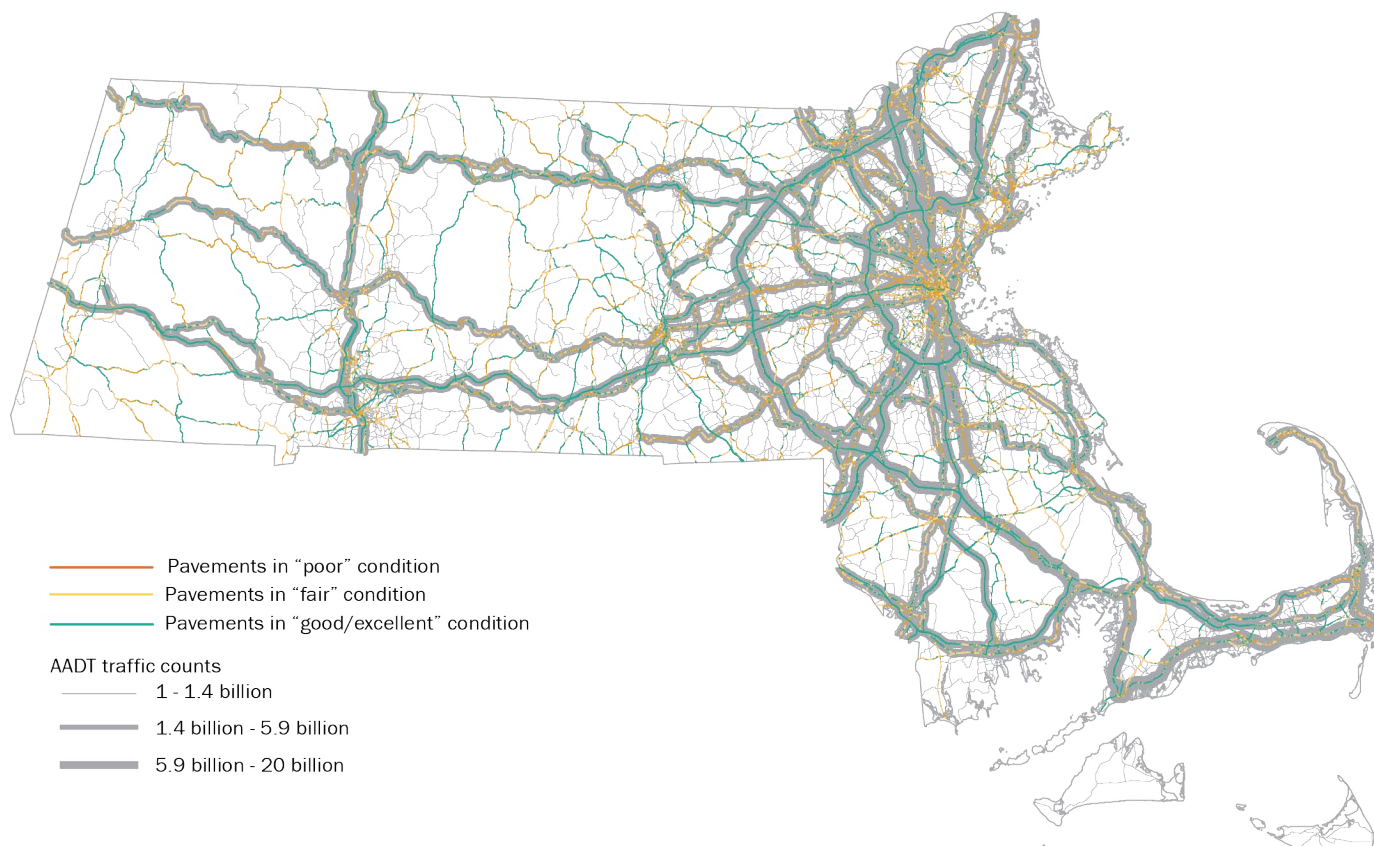 Pavements in “poor” condition
Pavements in “fair” condition
Pavements in “good/excellent” condition
AADT traffic counts
1 - 1.4 billion
1.4 billion - 5.9 billion
5.9 billion - 20 billion